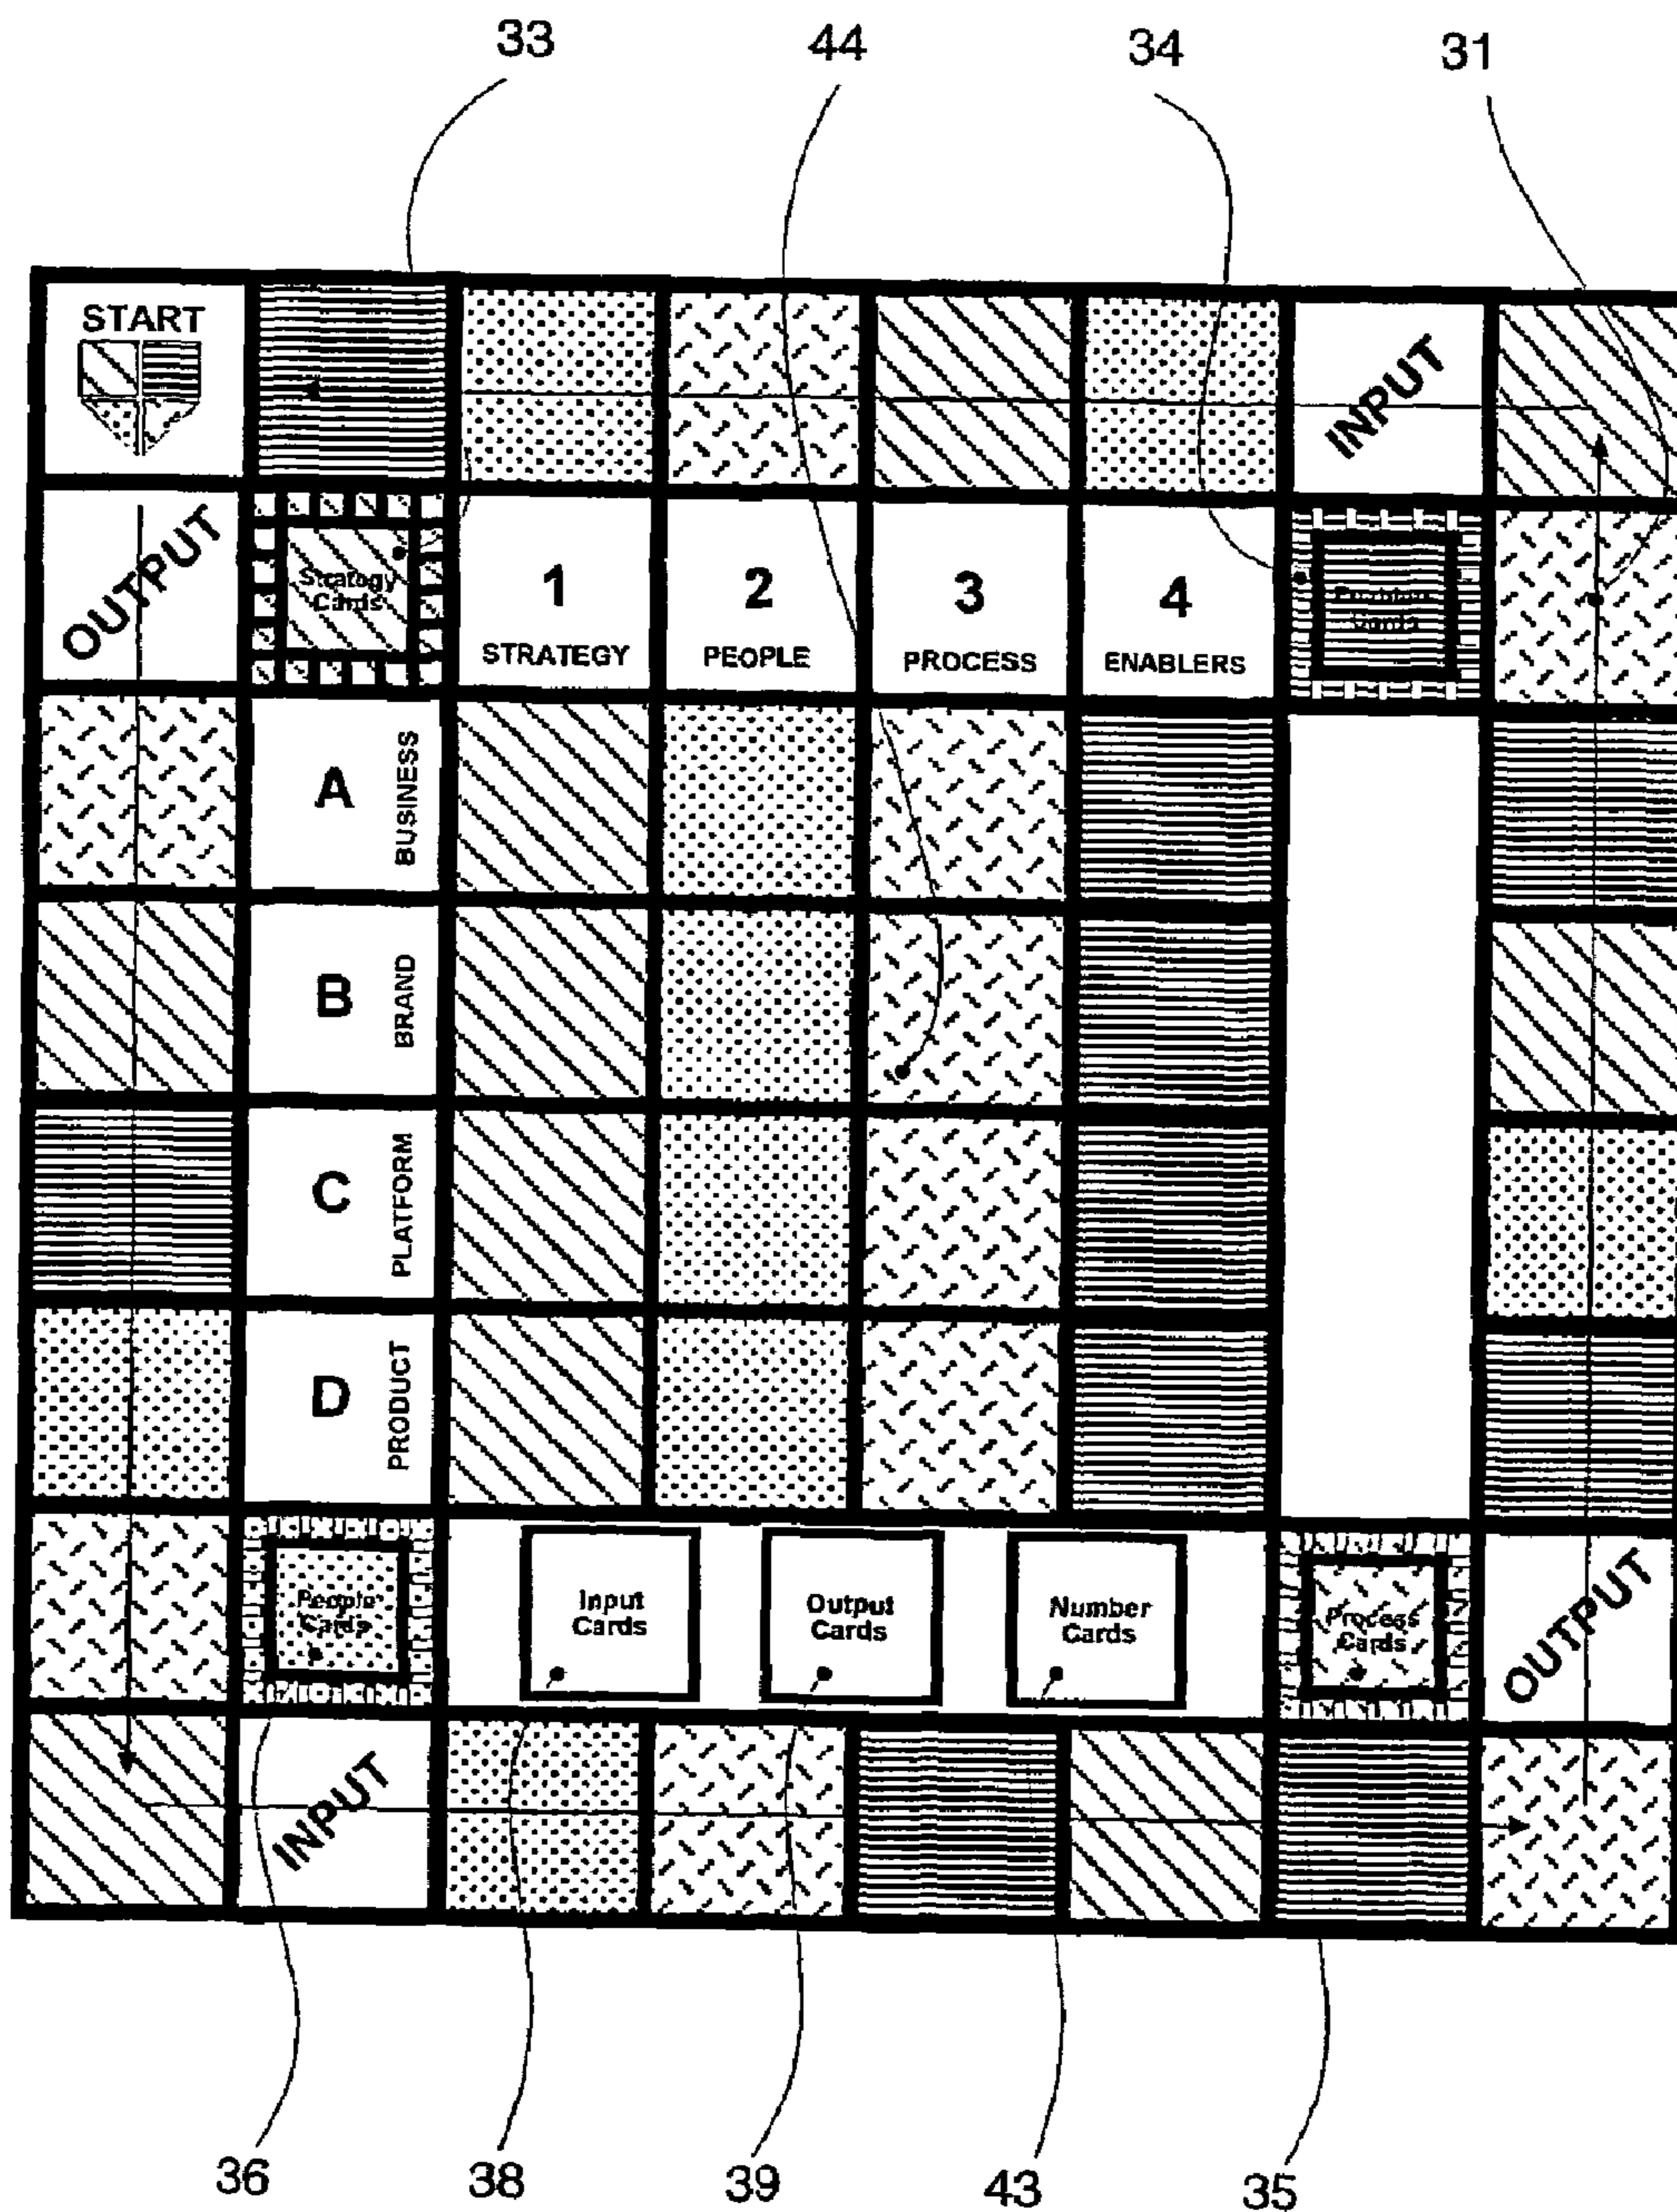 33 44 34 31
START
INPUT
OUTPUT
Strategy
Cards
1
STRATEGY
2
PEOPLE
3
PROCESS
4
ENABLERS
Cards
A
BUSINESS
B
BRAND
C
PLATFORM
D
PRODUCT
People
Cards
Input
Cards
Output
Cards
Number
Cards
Process
Cards
OUTPUT
INPUT
36 38 39 43 35